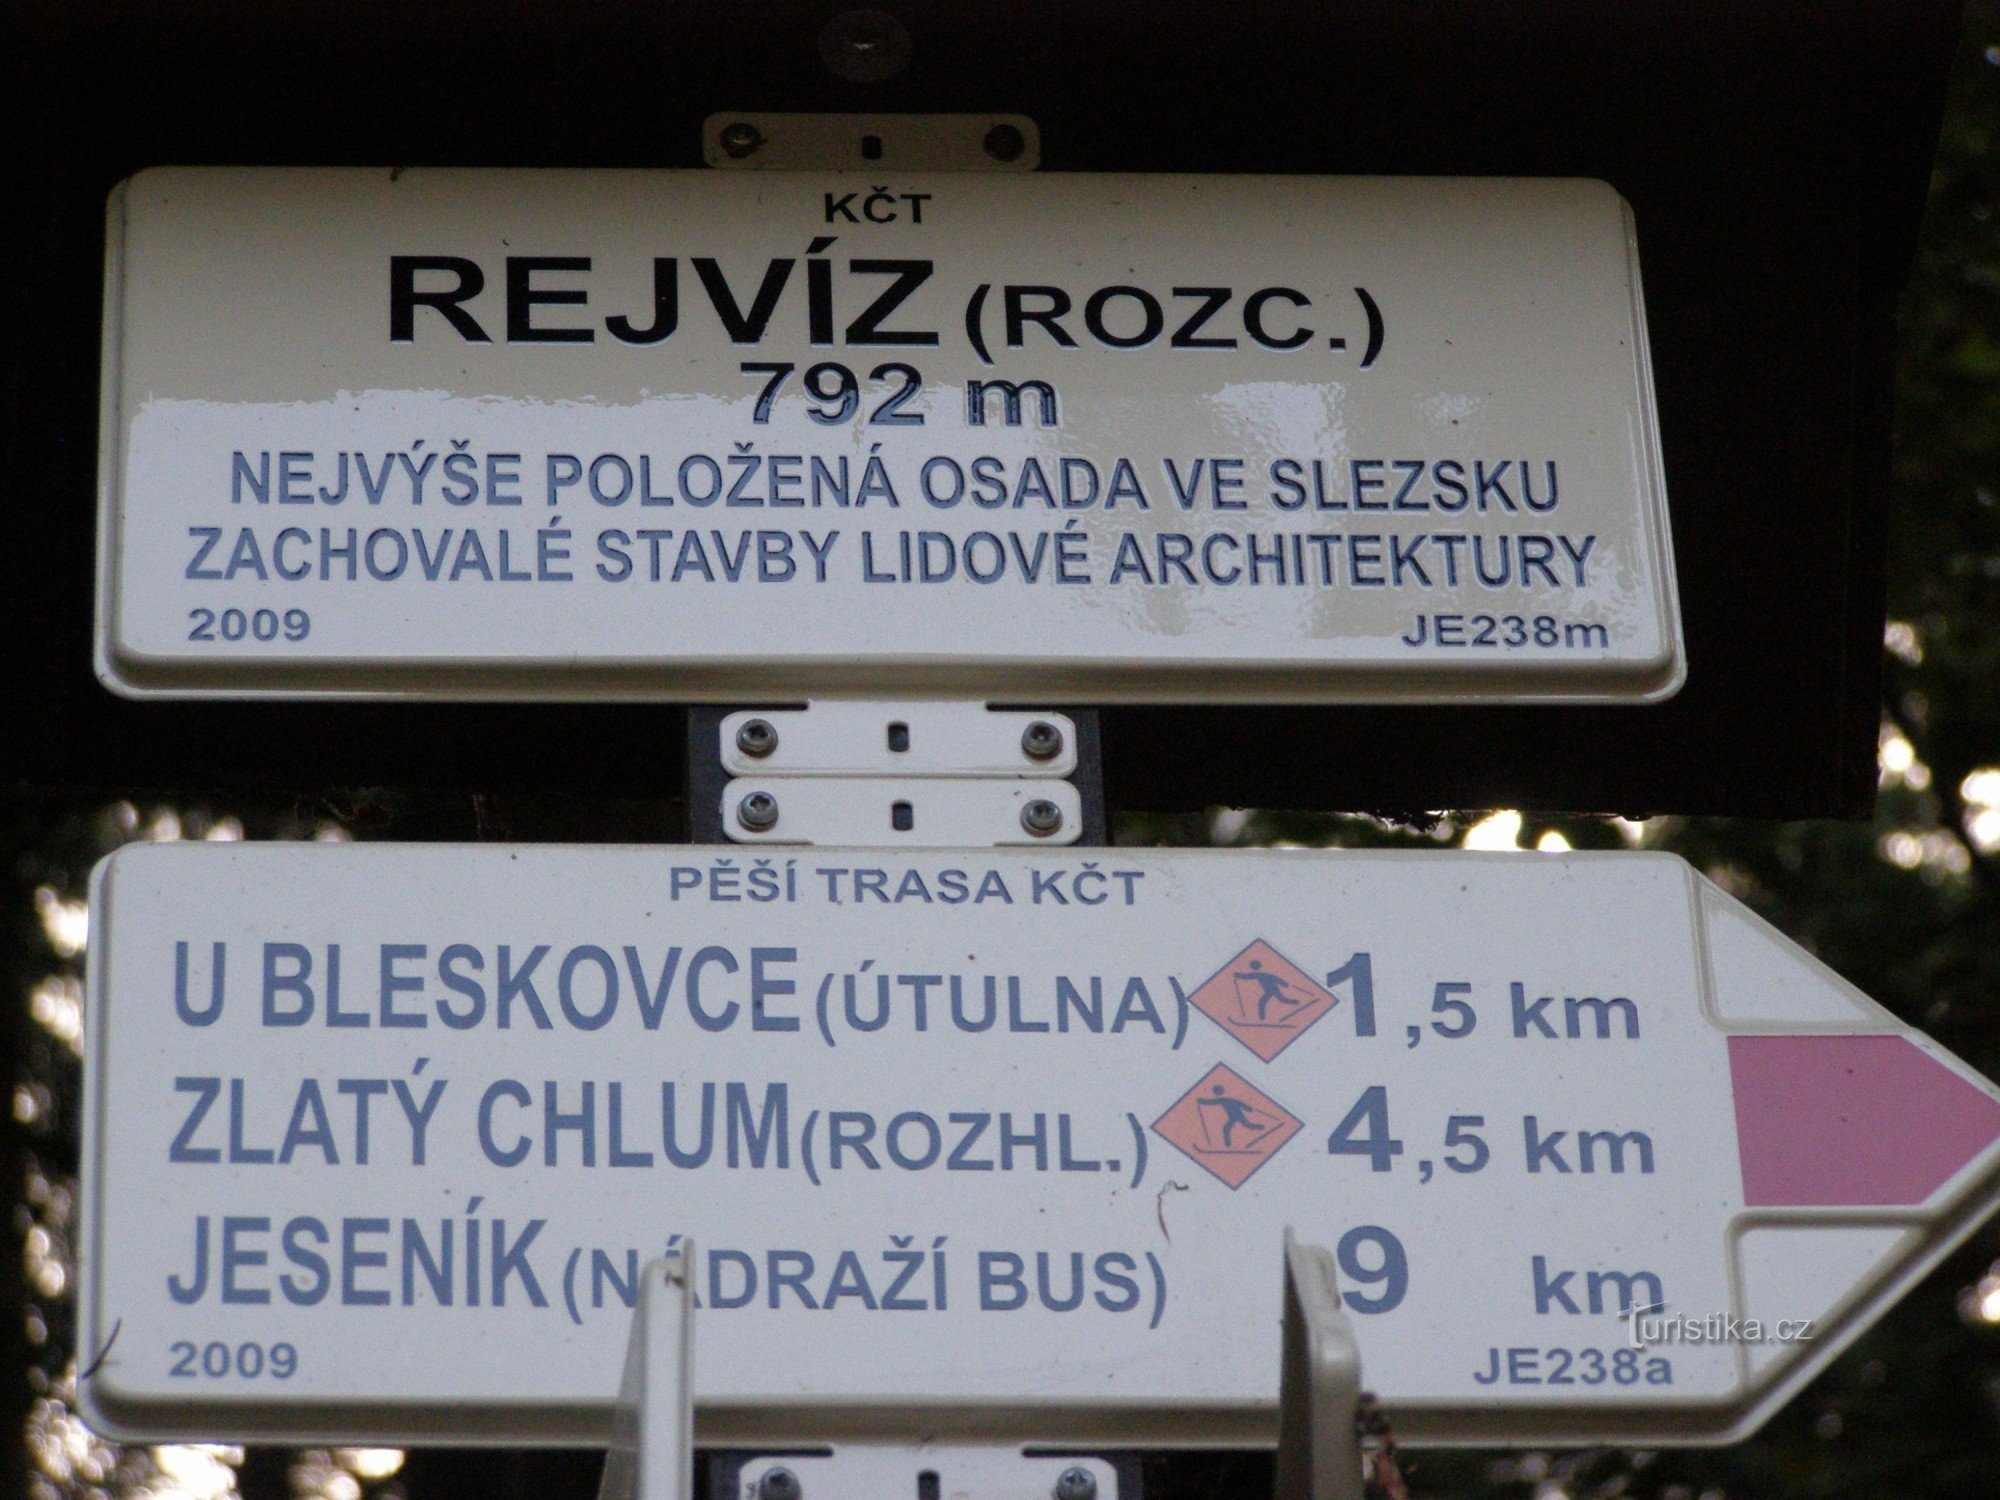 KČT
REJVÍZ (ROZC.)
792 m
NEJVÝŠE POLOŽENÁ OSADA VE SLEZSKU
ZACHOVALÉ STAVBY LIDOVÉ ARCHITEKTURY
2009 JE238m
PĚŠÍ TRASA KČT
U BLESKOVCE (ÚTULNA) 1,5 km
ZLATÝ CHLUM (ROZHL.) 4,5 km
JESENÍK (NÁDRAŽÍ BUS) 9 km
2009 JE238a
Turistika.cz